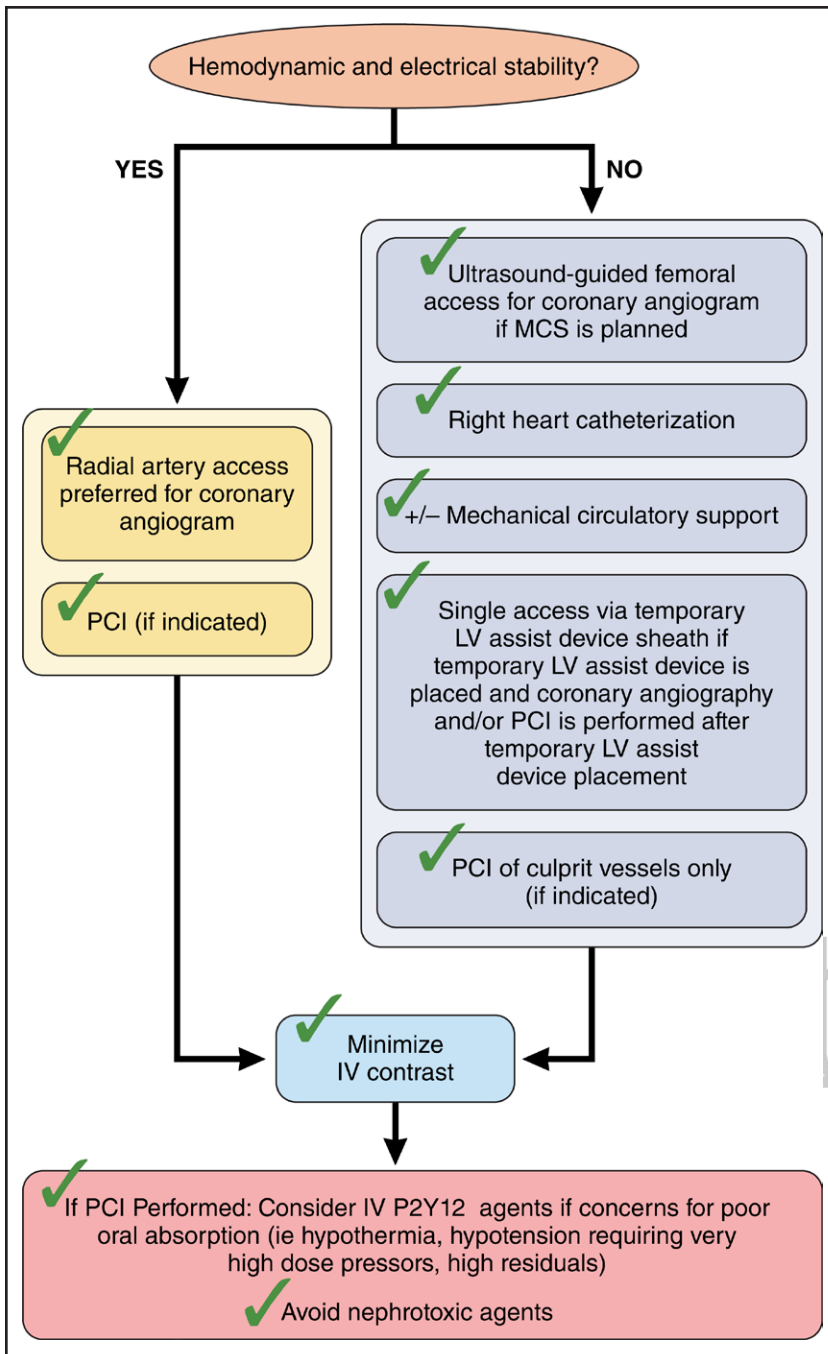 Hemodynamic and electrical stability?
YES
NO
Radial artery access
preferred for coronary
angiogram
PCI (if indicated)
Ultrasound-guided femoral
access for coronary angiogram
if MCS is planned
Right heart catheterization
+/– Mechanical circulatory support
Single access via temporary
LV assist device sheath if
temporary LV assist device is
placed and coronary angiography
and/or PCI is performed after
temporary LV assist
device placement
PCI of culprit vessels only
(if indicated)
Minimize
IV contrast
If PCI Performed: Consider IV P2Y12 agents if concerns for poor
oral absorption (ie hypothermia, hypotension requiring very
high dose pressors, high residuals)
Avoid nephrotoxic agents